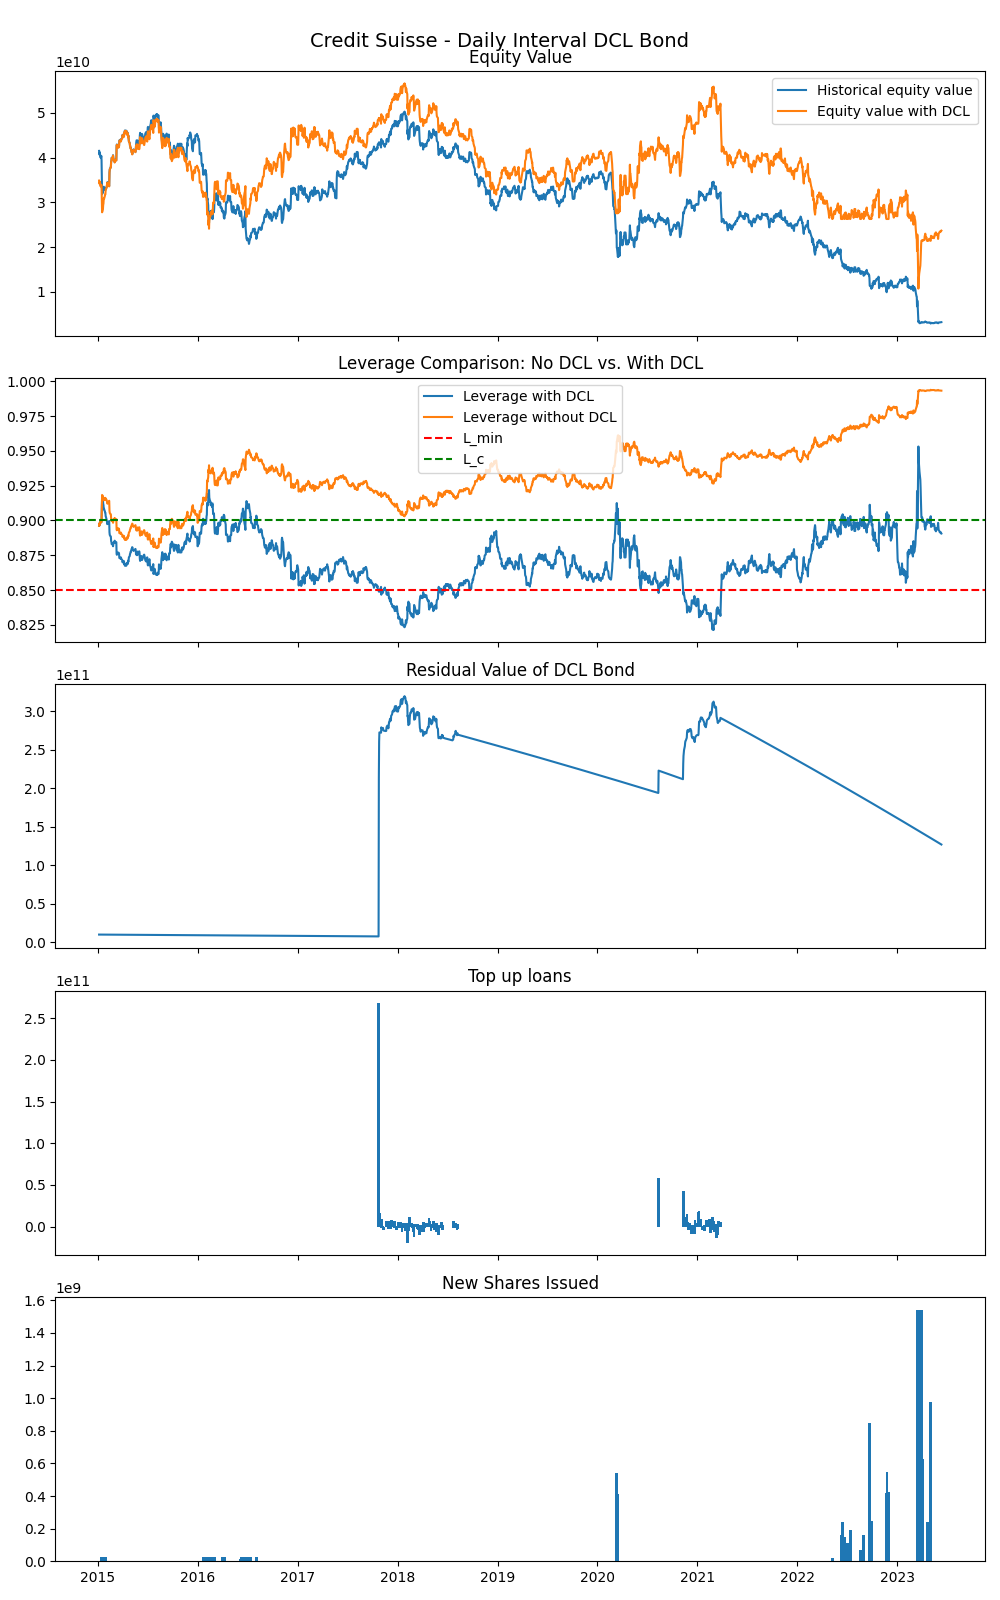 Credit Suisse - Daily Interval DCL Bond
Equity Value
1e10
Historical equity value
Equity value with DCL
5
4
3
2
1
Leverage Comparison: No DCL vs. With DCL
Leverage with DCL
Leverage without DCL
L_min
L_c
1.000
0.975
0.950
0.925
0.900
0.875
0.850
0.825
Residual Value of DCL Bond
1e11
3.0
2.5
2.0
1.5
1.0
0.5
0.0
Top up loans
1e11
2.5
2.0
1.5
1.0
0.5
0.0
New Shares Issued
1e9
1.6
1.4
1.2
1.0
0.8
0.6
0.4
0.2
0.0
2015 2016 2017 2018 2019 2020 2021 2022 2023